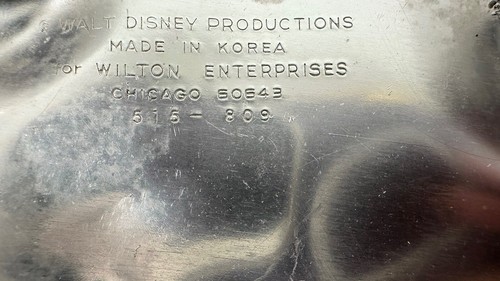 © WALT DISNEY PRODUCTIONS
MADE IN KOREA
for WILTON ENTERPRISES
CHICAGO 60643
515-809